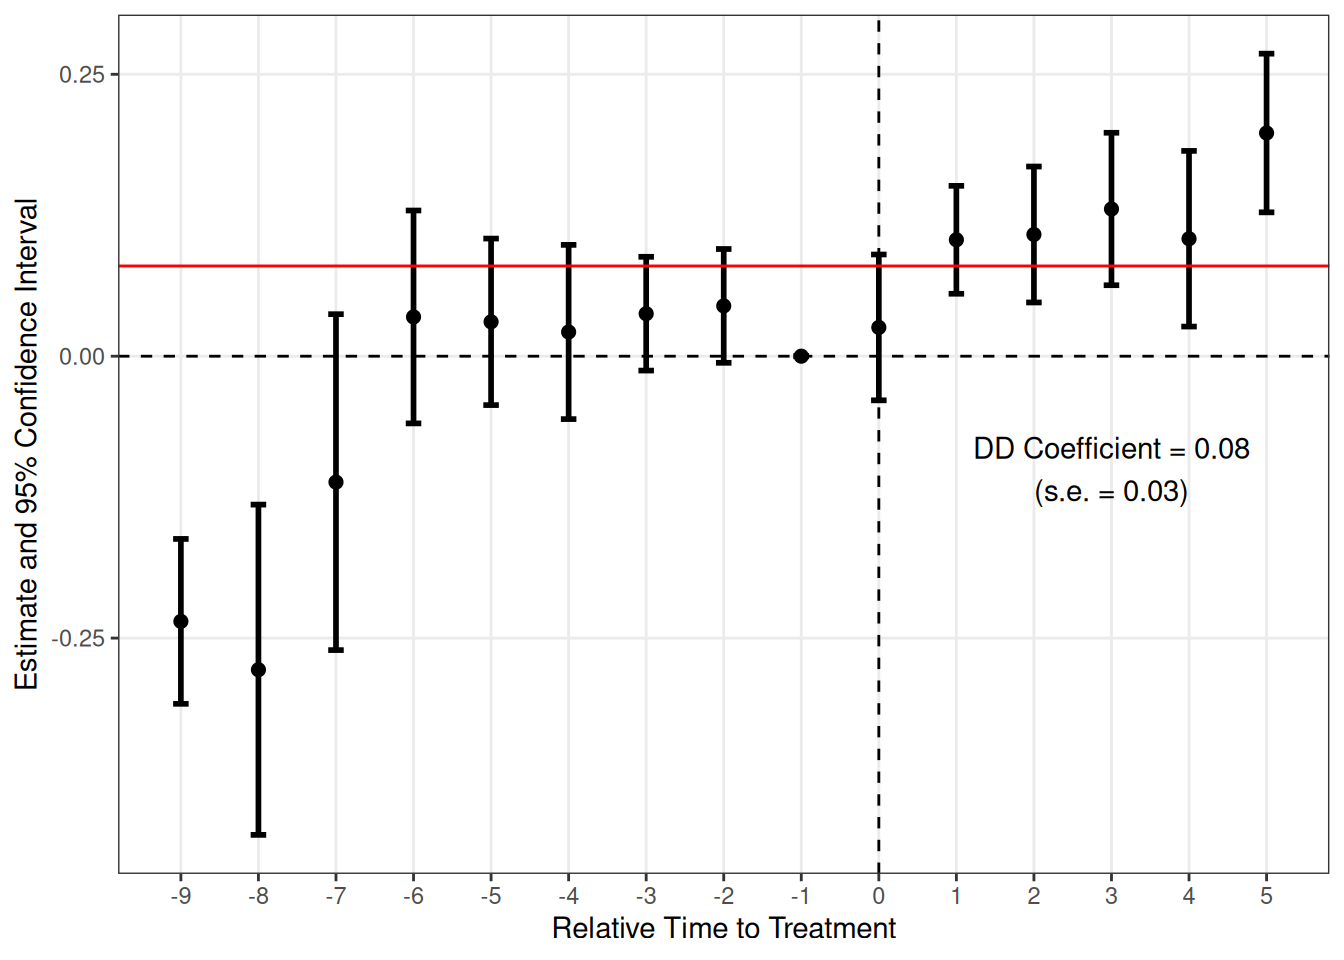 Estimate and 95% Confidence Interval
0.25
0.00
-0.25
DD Coefficient = 0.08
(s.e. = 0.03)
-9 -8 -7 -6 -5 -4 -3 -2 -1 0 1 2 3 4 5
Relative Time to Treatment